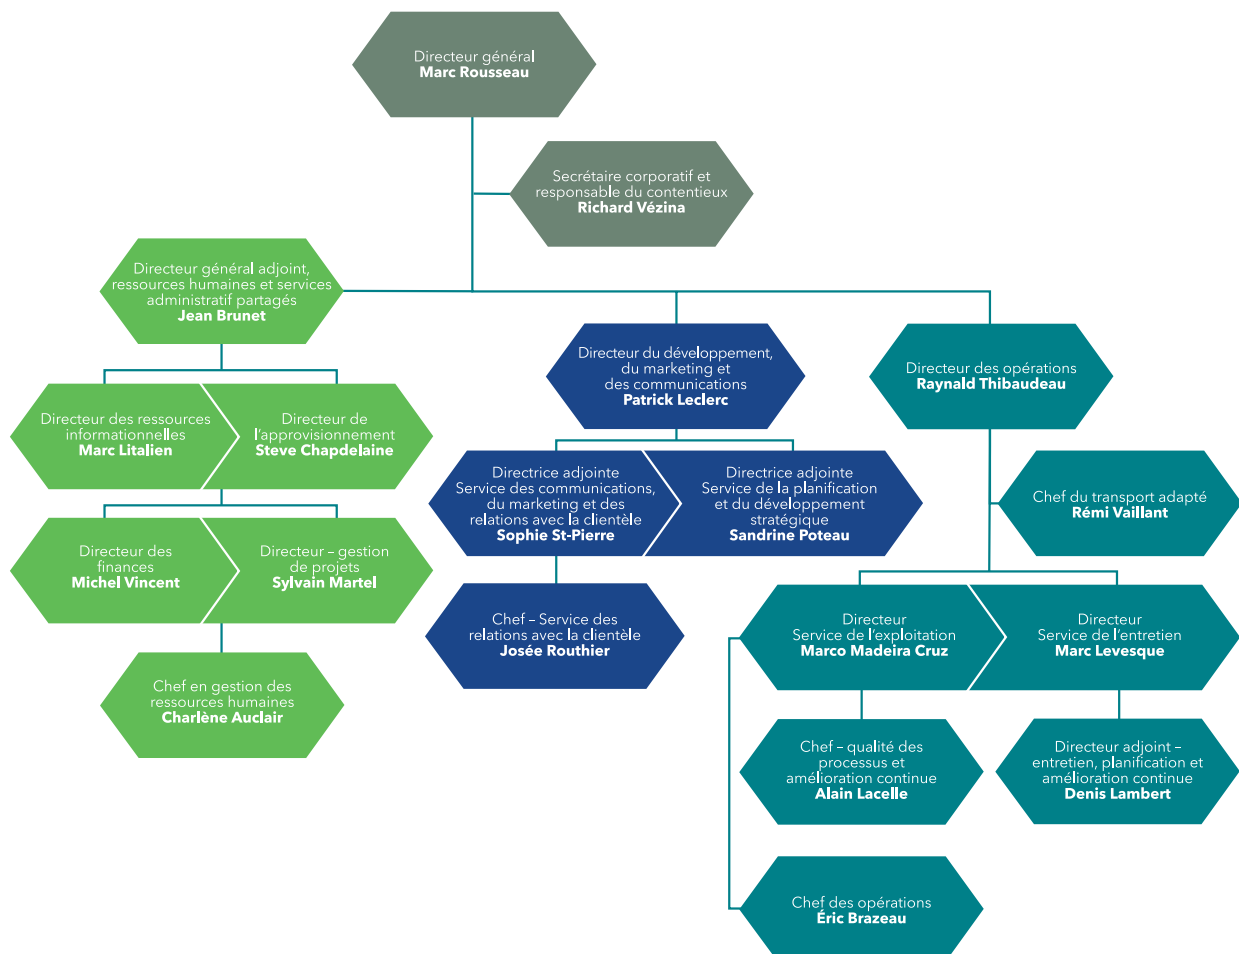 Directeur général
Marc Rousseau
Secrétaire corporatif et
responsable du contentieux
Richard Vézina
Directeur général adjoint,
ressources humaines et services
administratif partagés
Jean Brunet
Directeur du développement,
du marketing et
des communications
Patrick Leclerc
Directeur des opérations
Raynald Thibaudeau
Directeur des ressources
informationnelles
Marc Litalien
Directeur de
l'approvisionnement
Steve Chapdelaine
Directrice adjointe
Service des communications,
du marketing et des
relations avec la clientèle
Sophie St-Pierre
Directrice adjointe
Service de la planification
et du développement
stratégique
Sandrine Poteau
Chef du transport adapté
Rémi Vaillant
Directeur des
finances
Michel Vincent
Directeur – gestion
de projets
Sylvain Martel
Chef – Service des
relations avec la clientèle
Josée Routhier
Directeur
Service de l'exploitation
Marco Madeira Cruz
Directeur
Service de l'entretien
Marc Levesque
Chef en gestion des
ressources humaines
Charlène Auclair
Chef – qualité des
processus et
amélioration continue
Alain Lacelle
Directeur adjoint –
entretien, planification et
amélioration continue
Denis Lambert
Chef des opérations
Éric Brazeau